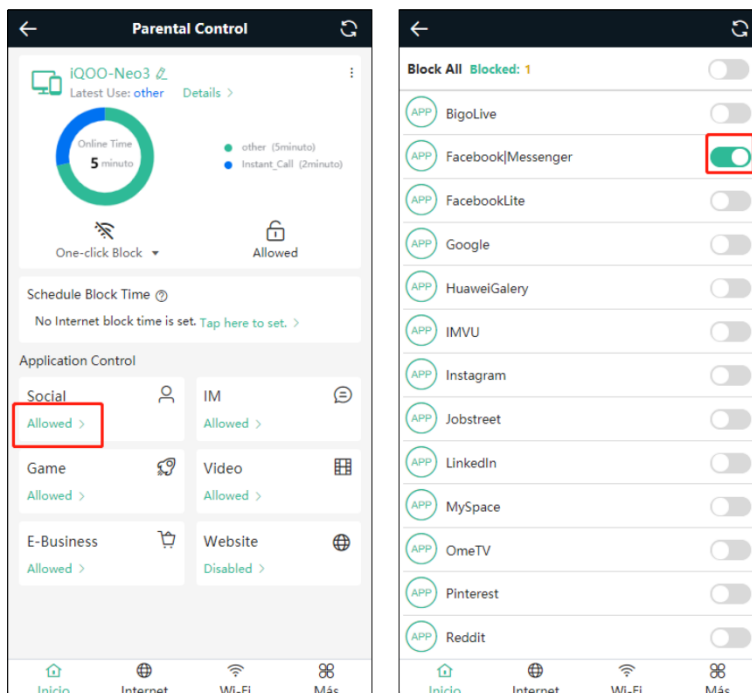 Parental Control
iQOO-Neo3
Latest Use: other Details >
Online Time
5 minuto
other (5minuto)
Instant_Call (2minuto)
One-click Block
Allowed
Schedule Block Time
No Internet block time is set. Tap here to set. >
Application Control
Social
Allowed >
IM
Allowed >
Game
Allowed >
Video
Allowed >
E-Business
Allowed >
Website
Disabled >
Inicio Internet Wi-Fi Más
Block All Blocked: 1
APP BigoLive
APP Facebook|Messenger
APP FacebookLite
APP Google
APP HuaweiGalery
APP IMVU
APP Instagram
APP Jobstreet
APP LinkedIn
APP MySpace
APP OmeTV
APP Pinterest
APP Reddit
Inicio Internet Wi-Fi Más